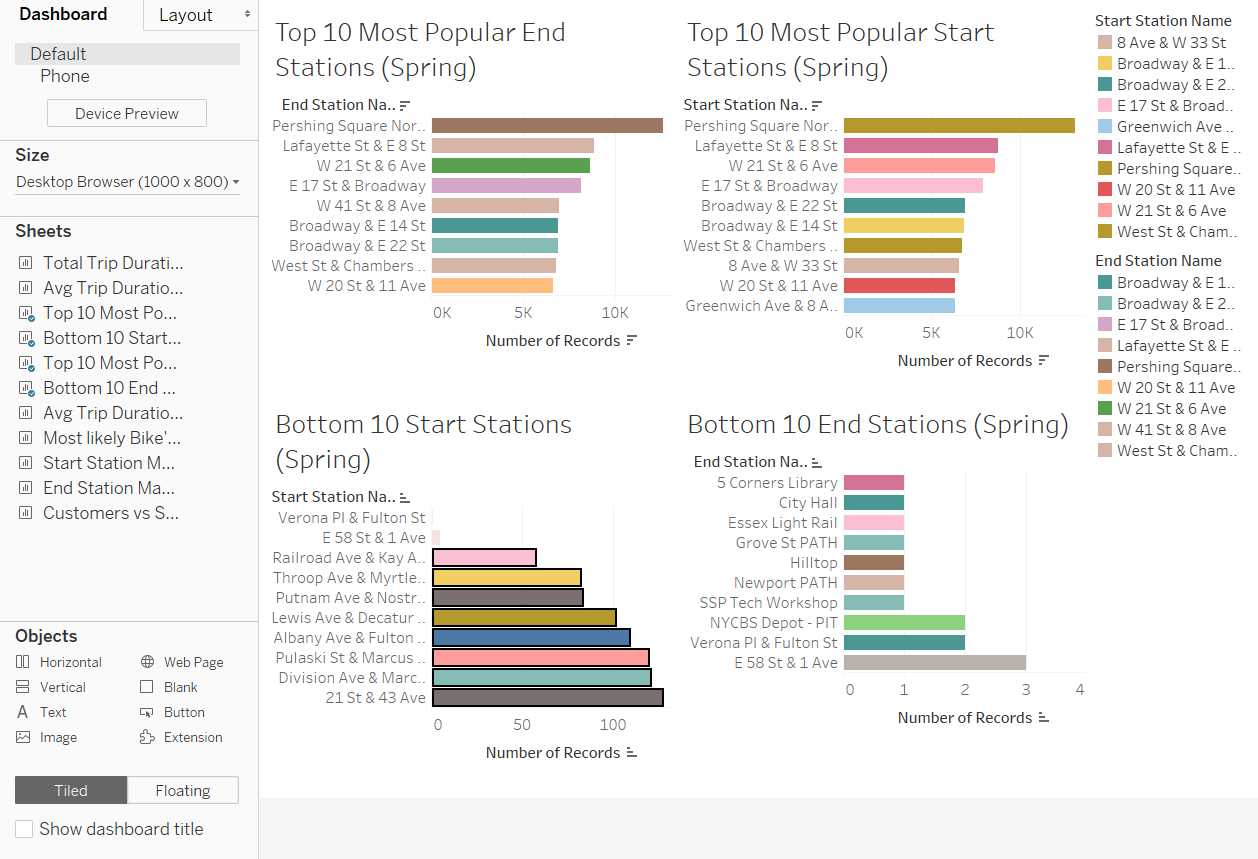 Dashboard
Layout
Default
Phone
Device Preview
Size
Desktop Browser (1000 x 800)
Sheets
Total Trip Durati...
Avg Trip Duratio...
Top 10 Most Po...
Bottom 10 Start...
Top 10 Most Po...
Bottom 10 End ...
Avg Trip Duratio...
Most likely Bike'...
Start Station M...
End Station Ma...
Customers vs S...
Objects
Horizontal
Web Page
Vertical
Blank
Text
Button
Image
Extension
Tiled
Floating
Show dashboard title
Top 10 Most Popular End
Stations (Spring)
End Station Na..
Pershing Square Nor..
Lafayette St & E 8 St
W 21 St & 6 Ave
E 17 St & Broadway
W 41 St & 8 Ave
Broadway & E 14 St
Broadway & E 22 St
West St & Chambers ..
W 20 St & 11 Ave
0K 5K 10K
Number of Records
Top 10 Most Popular Start
Stations (Spring)
Start Station Na..
Pershing Square Nor..
Lafayette St & E 8 St
W 21 St & 6 Ave
E 17 St & Broadway
Broadway & E 22 St
Broadway & E 14 St
West St & Chambers ..
8 Ave & W 33 St
W 20 St & 11 Ave
Greenwich Ave & 8 A..
0K 5K 10K
Number of Records
Bottom 10 Start Stations
(Spring)
Start Station Na..
Verona Pl & Fulton St
E 58 St & 1 Ave
Railroad Ave & Kay A..
Throop Ave & Myrtle..
Putnam Ave & Nostr..
Lewis Ave & Decatur ..
Albany Ave & Fulton ..
Pulaski St & Marcus ..
Division Ave & Marc..
21 St & 43 Ave
0 50 100
Number of Records
Bottom 10 End Stations (Spring)
End Station Na..
5 Corners Library
City Hall
Essex Light Rail
Grove St PATH
Hilltop
Newport PATH
SSP Tech Workshop
NYCBS Depot - PIT
Verona Pl & Fulton St
E 58 St & 1 Ave
0 1 2 3 4
Number of Records
Start Station Name
8 Ave & W 33 St
Broadway & E 1..
Broadway & E 2..
E 17 St & Broad..
Greenwich Ave ..
Lafayette St & E ..
Pershing Square..
W 20 St & 11 Ave
W 21 St & 6 Ave
West St & Cham..
End Station Name
Broadway & E 1..
Broadway & E 2..
E 17 St & Broad..
Lafayette St & E ..
Pershing Square..
W 20 St & 11 Ave
W 21 St & 6 Ave
W 41 St & 8 Ave
West St & Cham..